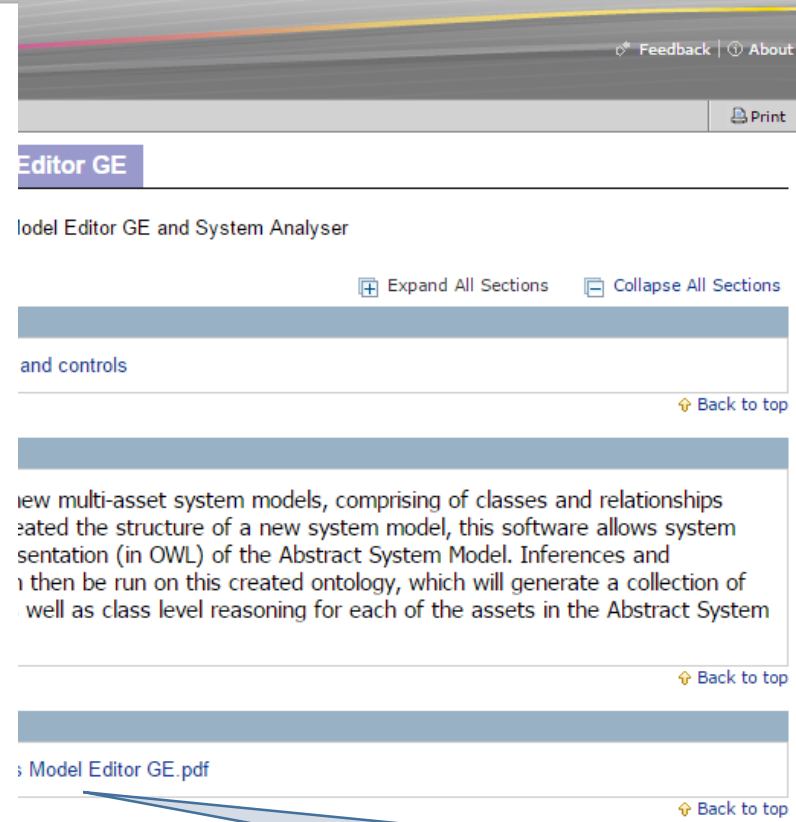 Feedback | About
Print
Editor GE
Model Editor GE and System Analyser
Expand All Sections Collapse All Sections
and controls
Back to top
new multi-asset system models, comprising of classes and relationships
eated the structure of a new system model, this software allows system
sentation (in OWL) of the Abstract System Model. Inferences and
then be run on this created ontology, which will generate a collection of
well as class level reasoning for each of the assets in the Abstract System
Back to top
s Model Editor GE.pdf
Back to top